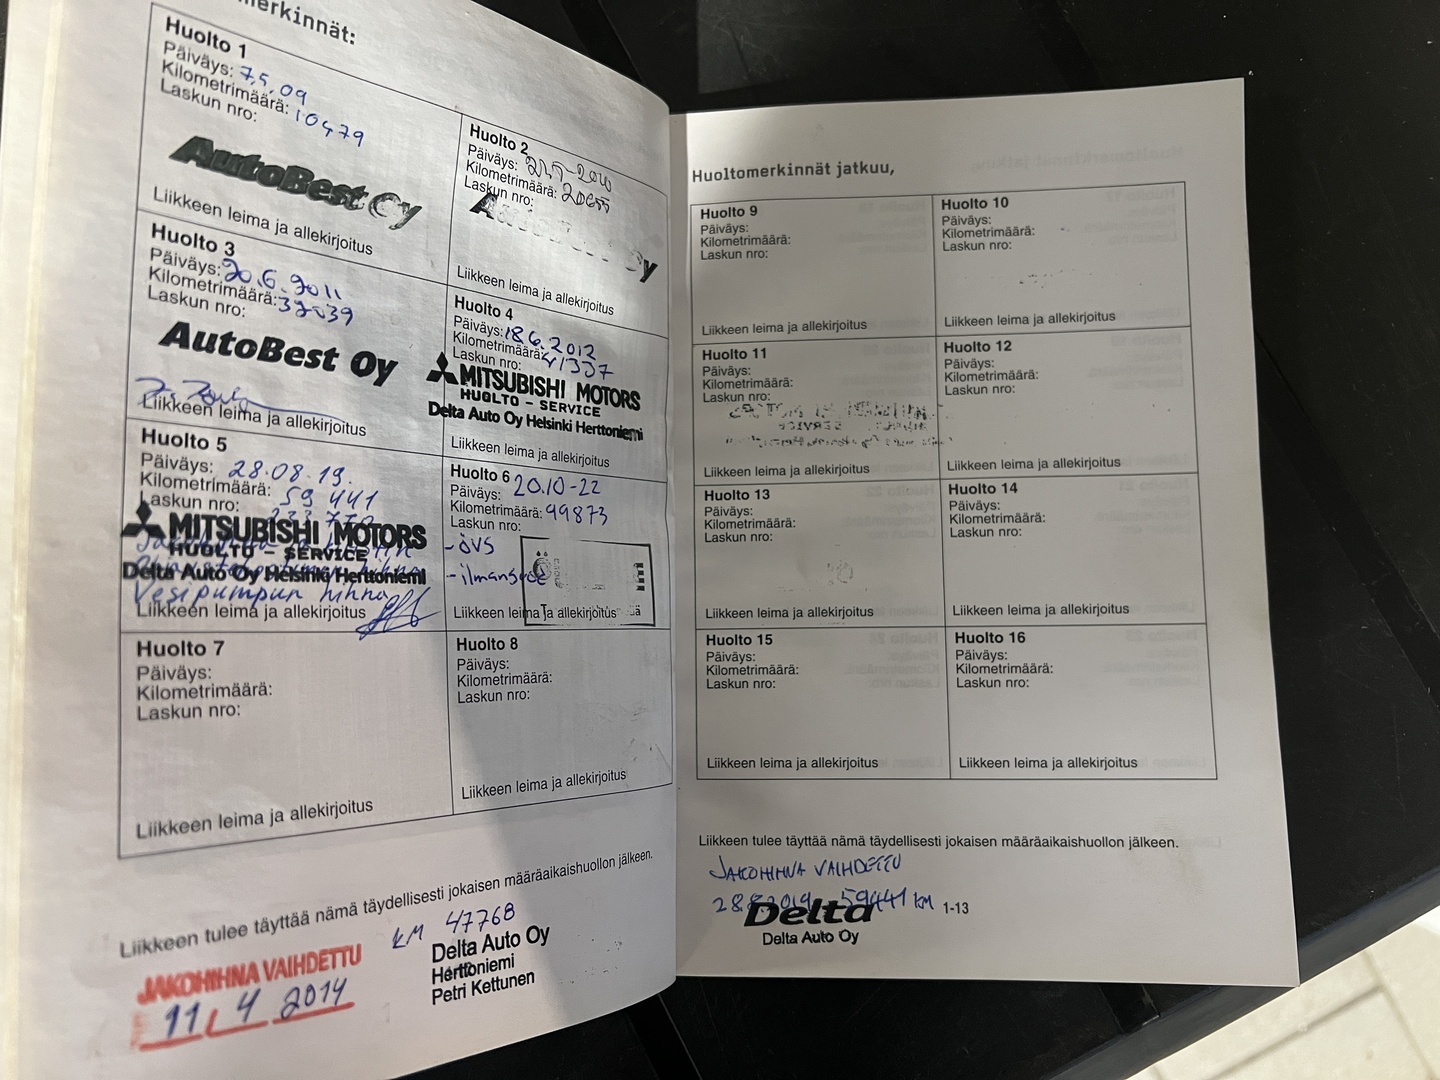 Huolto 1
Päiväys: 7.5.09
Kilometrimäärä: 10479
Laskun nro:
AutoBest Oy
Liikkeen leima ja allekirjoitus
Huolto 2
Päiväys:
Kilometrimäärä:
Laskun nro:
Liikkeen leima ja allekirjoitus
Huolto 3
Päiväys: 20.6.2011
Kilometrimäärä:
Laskun nro:
AutoBest Oy
Liikkeen leima ja allekirjoitus
Huolto 4
Päiväys: 18.6.2012
Kilometrimäärä: 41337
Laskun nro:
MITSUBISHI MOTORS
HUOLTO - SERVICE
Delta Auto Oy Helsinki Herttoniemi
Liikkeen leima ja allekirjoitus
Huolto 5
Päiväys: 28.08.19.
Kilometrimäärä: 59 441
Laskun nro:
MITSUBISHI MOTORS
HUOLTO - SERVICE
Delta Auto Oy Helsinki Herttoniemi
Vesipumpun hihna
Liikkeen leima ja allekirjoitus
Huolto 6
Päiväys: 20.10-22
Kilometrimäärä: 99873
Laskun nro:
- ÖVS
Liikkeen leima ja allekirjoitus
Huolto 7
Päiväys:
Kilometrimäärä:
Laskun nro:
Liikkeen leima ja allekirjoitus
Huolto 8
Päiväys:
Kilometrimäärä:
Laskun nro:
Liikkeen leima ja allekirjoitus
Liikkeen tulee täyttää nämä täydellisesti jokaisen määräaikaishuollon jälkeen.
JAKOHIHNA VAIHDETTU
11. 4 2014
KM 47768
Delta Auto Oy
Herttoniemi
Petri Kettunen
Huoltomerkinnät jatkuu,
Huolto 9
Päiväys:
Kilometrimäärä:
Laskun nro:
Liikkeen leima ja allekirjoitus
Huolto 10
Päiväys:
Kilometrimäärä:
Laskun nro:
Liikkeen leima ja allekirjoitus
Huolto 11
Päiväys:
Kilometrimäärä:
Laskun nro:
Liikkeen leima ja allekirjoitus
Huolto 12
Päiväys:
Kilometrimäärä:
Laskun nro:
Liikkeen leima ja allekirjoitus
Huolto 13
Päiväys:
Kilometrimäärä:
Laskun nro:
Liikkeen leima ja allekirjoitus
Huolto 14
Päiväys:
Kilometrimäärä:
Laskun nro:
Liikkeen leima ja allekirjoitus
Huolto 15
Päiväys:
Kilometrimäärä:
Laskun nro:
Liikkeen leima ja allekirjoitus
Huolto 16
Päiväys:
Kilometrimäärä:
Laskun nro:
Liikkeen leima ja allekirjoitus
Liikkeen tulee täyttää nämä täydellisesti jokaisen määräaikaishuollon jälkeen.
JAKOHIHNA VAIHDETTU
28.8.2019 59441 km
Delta
Delta Auto Oy
1-13